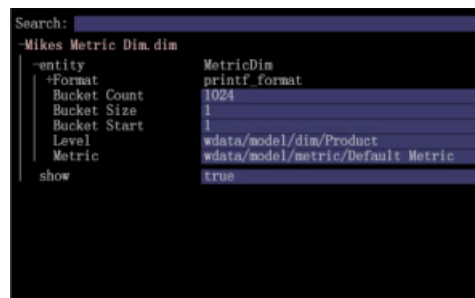 Search:
-Mikes Metric Dim.dim
-entity MetricDim
+Format printf_format
Bucket Count 1024
Bucket Size 1
Bucket Start 1
Level wdata/model/dim/Product
Metric wdata/model/metric/Default Metric
show true